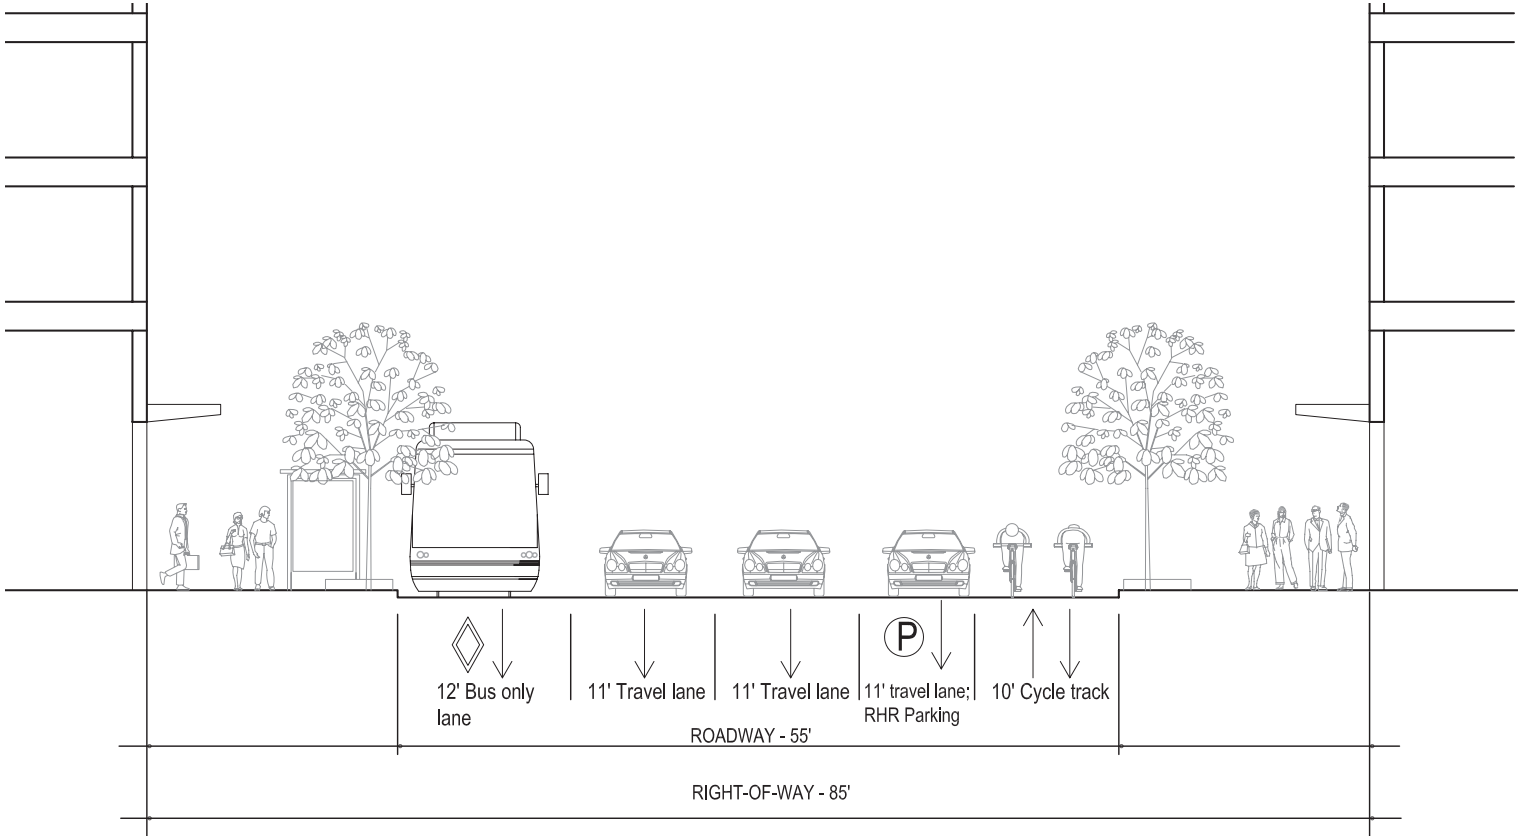 P
12' Bus only
lane
11' Travel lane
11' Travel lane
11' travel lane;
RHR Parking
10' Cycle track
ROADWAY - 55'
RIGHT-OF-WAY - 85'